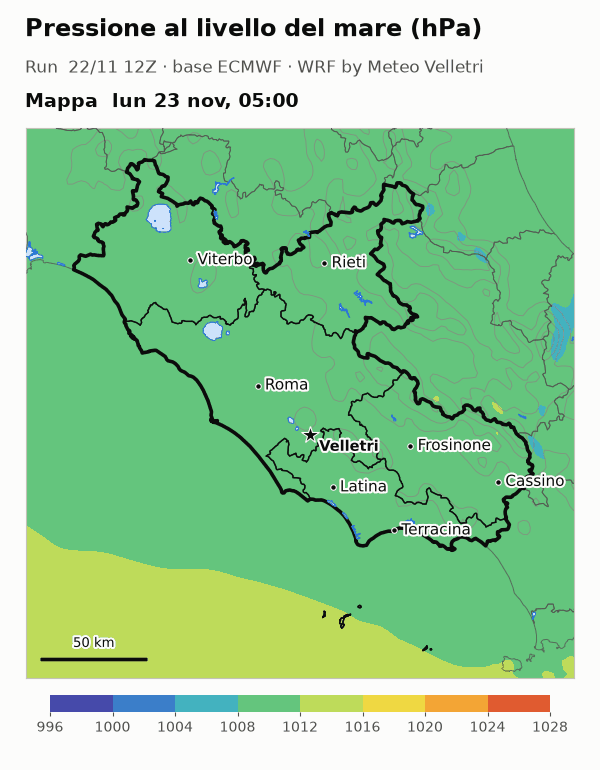 Pressione al livello del mare (hPa)
Run  22/11 12Z · base ECMWF · WRF by Meteo Velletri
Mappa  lun 23 nov, 05:00
Viterbo
Rieti
Roma
Velletri
Frosinone
Latina
Cassino
Terracina
50 km
996 1000 1004 1008 1012 1016 1020 1024 1028